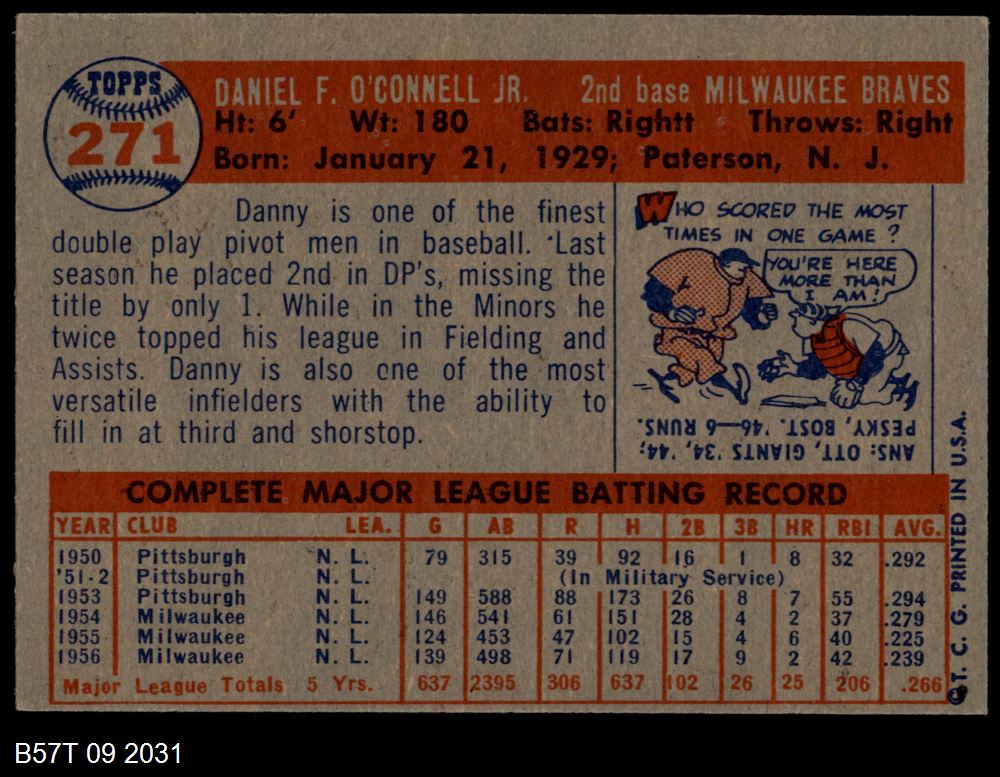 TOPPS
271
DANIEL F. O'CONNELL JR. 2nd base MILWAUKEE BRAVES
Ht: 6' Wt: 180 Bats: Rightt Throws: Right
Born: January 21, 1929; Paterson, N. J.
Danny is one of the finest
double play pivot men in baseball. Last
season he placed 2nd in DP's, missing the
title by only 1. While in the Minors he
twice topped his league in Fielding and
Assists. Danny is also one of the most
versatile infielders with the ability to
fill in at third and shorstop.
WHO SCORED THE MOST
TIMES IN ONE GAME?
YOU'RE HERE
MORE THAN
I AM!
ANS: OTT, GIANTS '34, '44;
PESKY, BOST. '46—6 RUNS.
COMPLETE MAJOR LEAGUE BATTING RECORD
YEAR CLUB LEA. G AB R H 2B 3B HR RBI AVG.
1950 Pittsburgh N. L. 79 315 39 92 16 1 8 32 .292
'51-2 Pittsburgh N. L. (In Military Service)
1953 Pittsburgh N. L. 149 588 88 173 26 8 7 55 .294
1954 Milwaukee N. L. 146 541 61 151 28 4 2 37 .279
1955 Milwaukee N. L. 124 453 47 102 15 4 6 40 .225
1956 Milwaukee N. L. 139 498 71 119 17 9 2 42 .239
Major League Totals 5 Yrs. 637 2395 306 637 102 26 25 206 .266
©T. C. G. PRINTED IN U.S.A.
B57T 09 2031